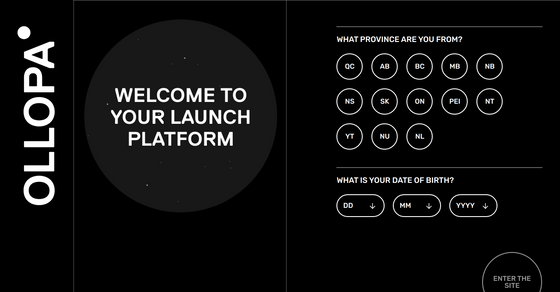 OLLOPA
WELCOME TO
YOUR LAUNCH
PLATFORM
WHAT PROVINCE ARE YOU FROM?
QC AB BC MB NB
NS SK ON PEI NT
YT NU NL
WHAT IS YOUR DATE OF BIRTH?
DD MM YYYY
ENTER THE
SITE